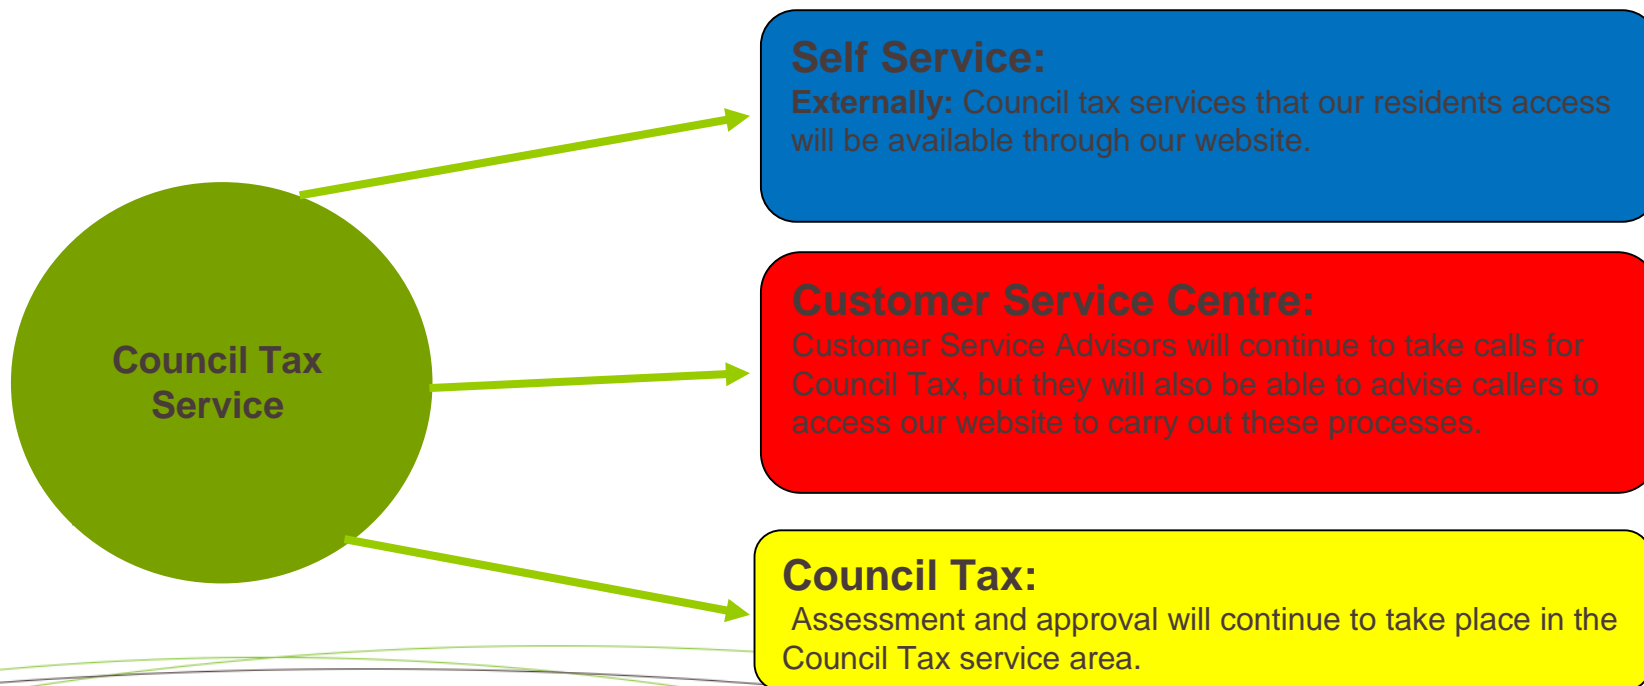 Self Service:
Externally: Council tax services that our residents access
will be available through our website.
Council Tax
Service
Customer Service Centre:
Customer Service Advisors will continue to take calls for
Council Tax, but they will also be able to advise callers to
access our website to carry out these processes.
Council Tax:
Assessment and approval will continue to take place in the
Council Tax service area.